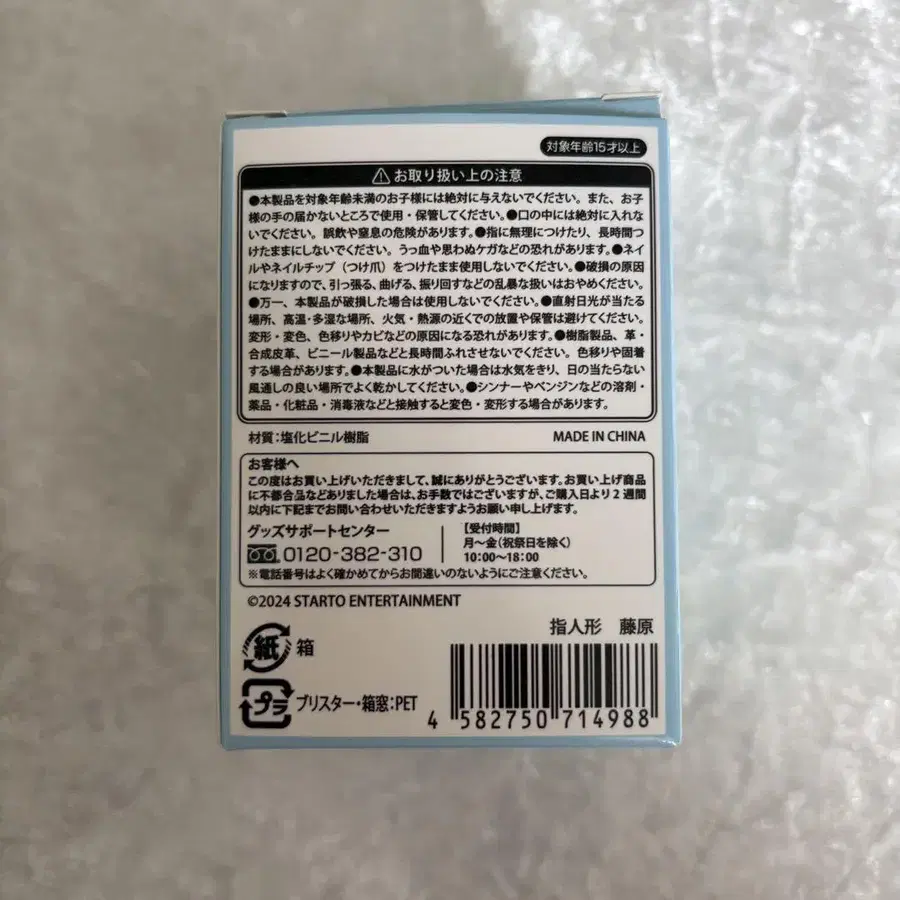 対象年齢15才以上
⚠お取り扱い上の注意
●本製品を対象年齢未満のお子様には絶対に与えないでください。また、お子
様の手の届かないところで使用・保管してください。●口の中には絶対に入れな
いでください。誤飲や窒息の危険があります。●指に無理につけたり、長時間つ
けたままにしないでください。うっ血や思わぬケガなどの恐れがあります。●ネイ
ルやネイルチップ（つけ爪）をつけたまま使用しないでください。●破損の原因
になりますので、引っ張る、曲げる、振り回すなどの乱暴な扱いはおやめください。
●万一、本製品が破損した場合は使用しないでください。●直射日光が当たる
場所、高温・多湿な場所、火気・熱源の近くでの放置や保管は避けてください。
変形・変色、色移りやカビなどの原因になる恐れがあります。●樹脂製品、革・
合成皮革、ビニール製品などと長時間ふれさせないでください。色移りや固着
する場合があります。●本製品に水がついた場合は水気をきり、日の当たらない
風通しの良い場所でよく乾かしてください。●シンナーやベンジンなどの溶剤・
薬品・化粧品・消毒液などと接触すると変色・変形する場合があります。
材質：塩化ビニル樹脂 MADE IN CHINA
お客様へ
この度はお買い上げいただきまして、誠にありがとうございます。お買い上げ商品
に不都合品などありました場合は、お手数ではございますが、ご購入日より2週間
以内に下記までお問い合わせいただきますようお願い申し上げます。
グッズサポートセンター
0120-382-310
【受付時間】
月〜金（祝祭日を除く）
10：00〜18：00
※電話番号はよく確かめてからお間違いのないようにご注意ください。
©2024 STARTO ENTERTAINMENT
指人形 藤原
紙 箱
プラ ブリスター・箱窓：PET
4 582750 714988